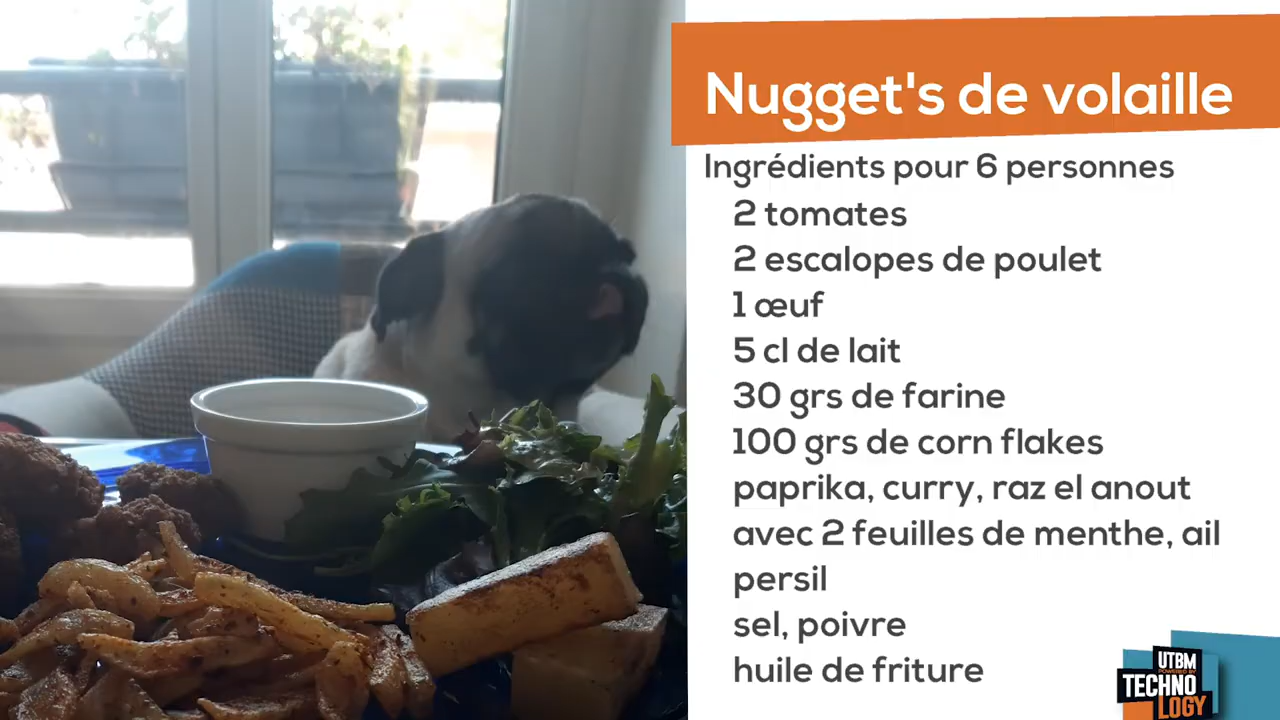 Nugget's de volaille
Ingrédients pour 6 personnes
2 tomates
2 escalopes de poulet
1 œuf
5 cl de lait
30 grs de farine
100 grs de corn flakes
paprika, curry, raz el anout
avec 2 feuilles de menthe, ail
persil
sel, poivre
huile de friture
UTBM
POWERED BY
TECHNO
LOGY